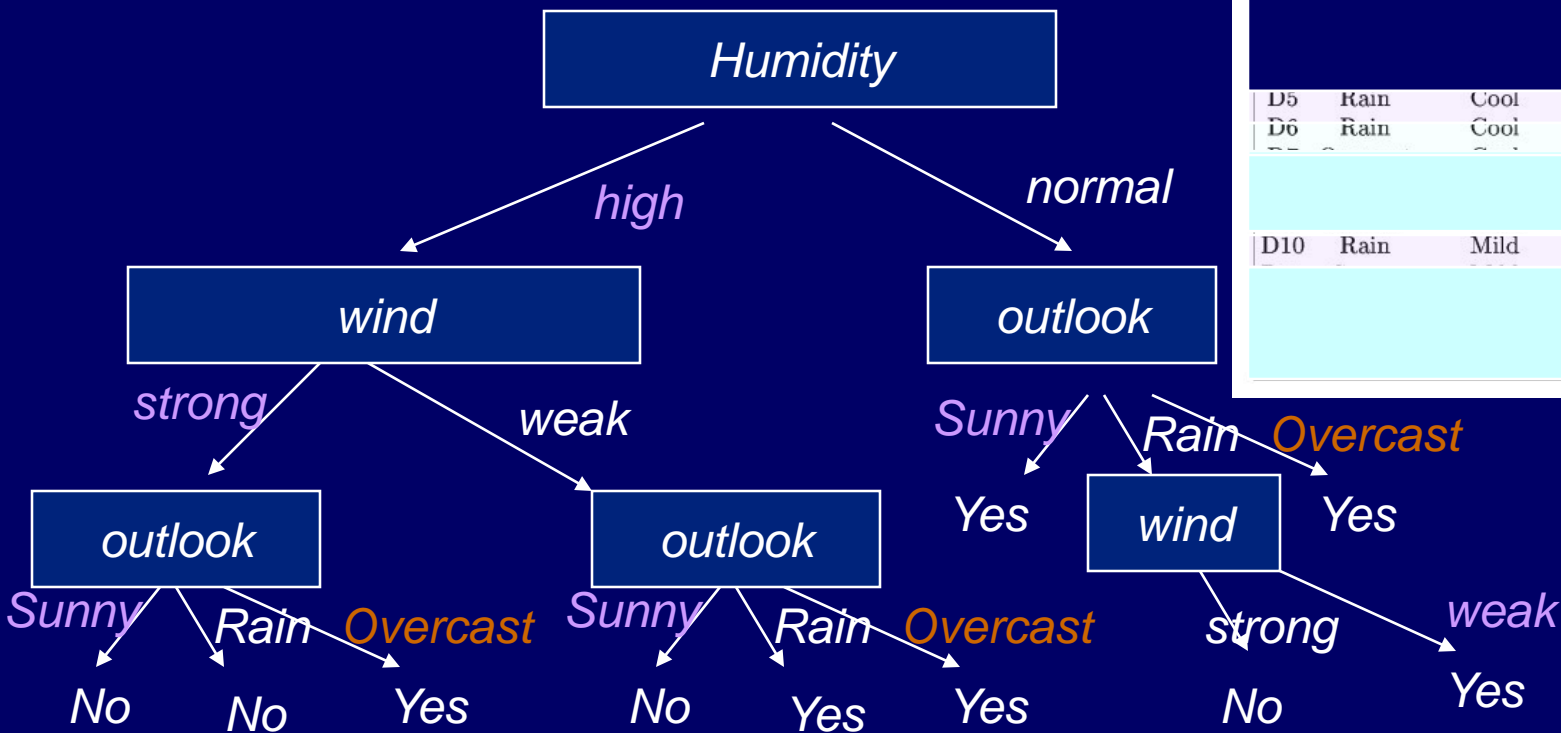 Humidity
D5 Rain Cool
D6 Rain Cool
high normal
D10 Rain Mild
wind outlook
strong weak Sunny Rain Overcast
Yes wind Yes
outlook outlook
Sunny Rain Overcast Sunny Rain Overcast strong weak
No No Yes No Yes Yes No Yes